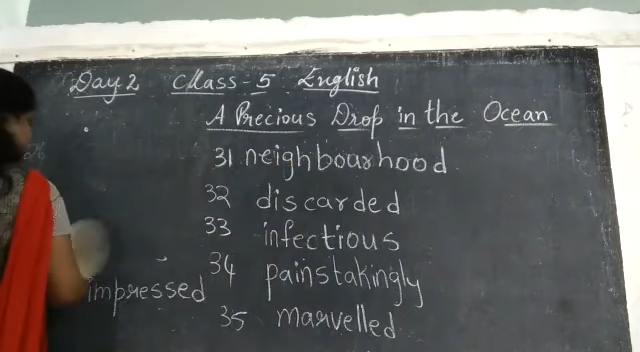 Day 2 Class-5 English
A Precious Drop in the Ocean
31 neighbourhood
32 discarded
33 infectious
34 painstakingly
impressed
35 marvelled